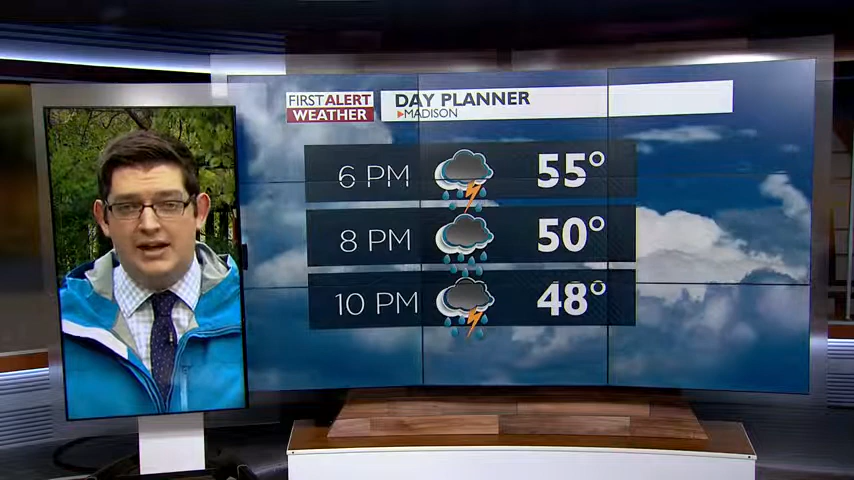 FIRST ALERT
WEATHER
DAY PLANNER
MADISON
6 PM 55°
8 PM 50°
10 PM 48°